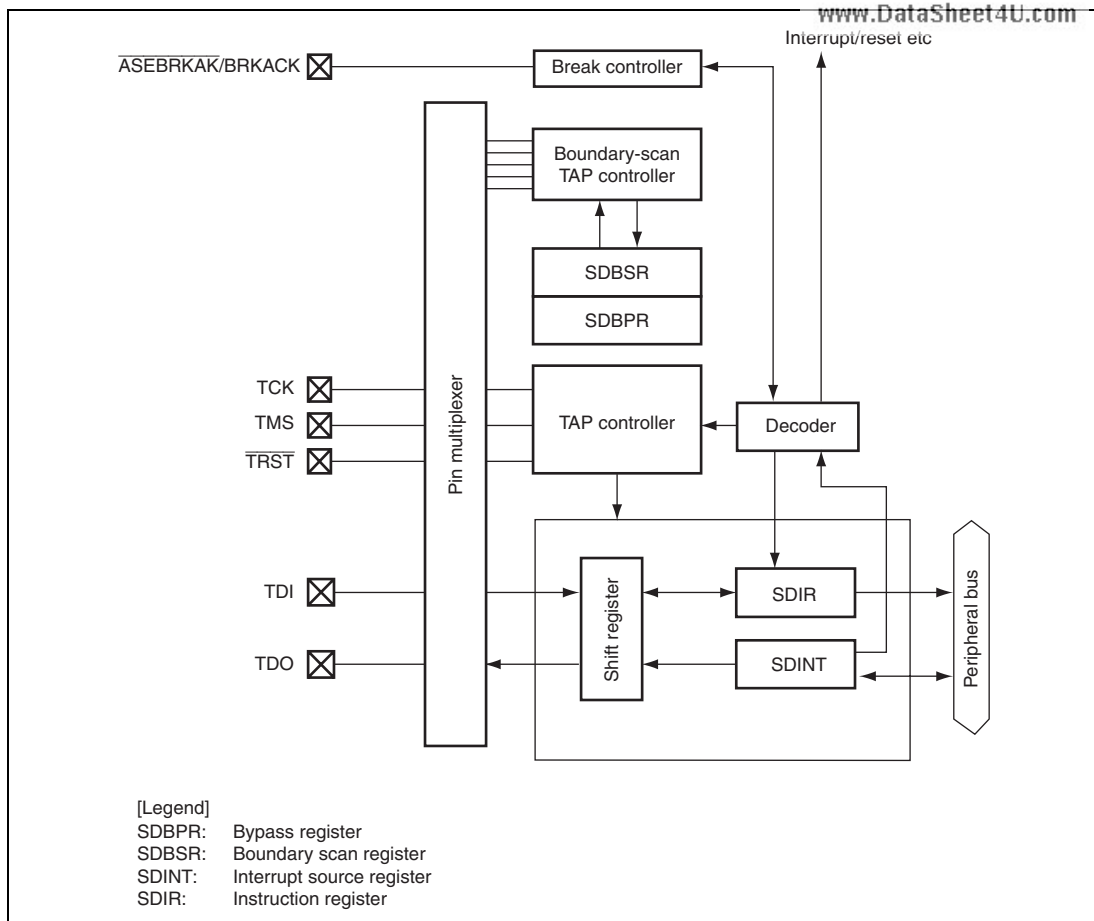 www.DataSheet4U.com
Interrupt/reset etc
ASEBRKAK/BRKACK
Break controller
Boundary-scan
TAP controller
SDBSR
SDBPR
TCK
TMS
TRST
Pin multiplexer
TAP controller
Decoder
TDI
TDO
Shift register
SDIR
SDINT
Peripheral bus
[Legend]
SDBPR: Bypass register
SDBSR: Boundary scan register
SDINT: Interrupt source register
SDIR: Instruction register